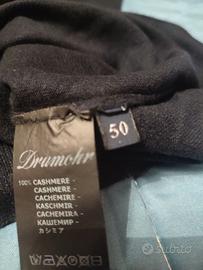 50
Drumohr
100% CASHMERE -
CASHMERE -
CACHEMIRE -
KASCHMIR -
CACHEMIRA -
КАШЕМИР -
カシミア
subito